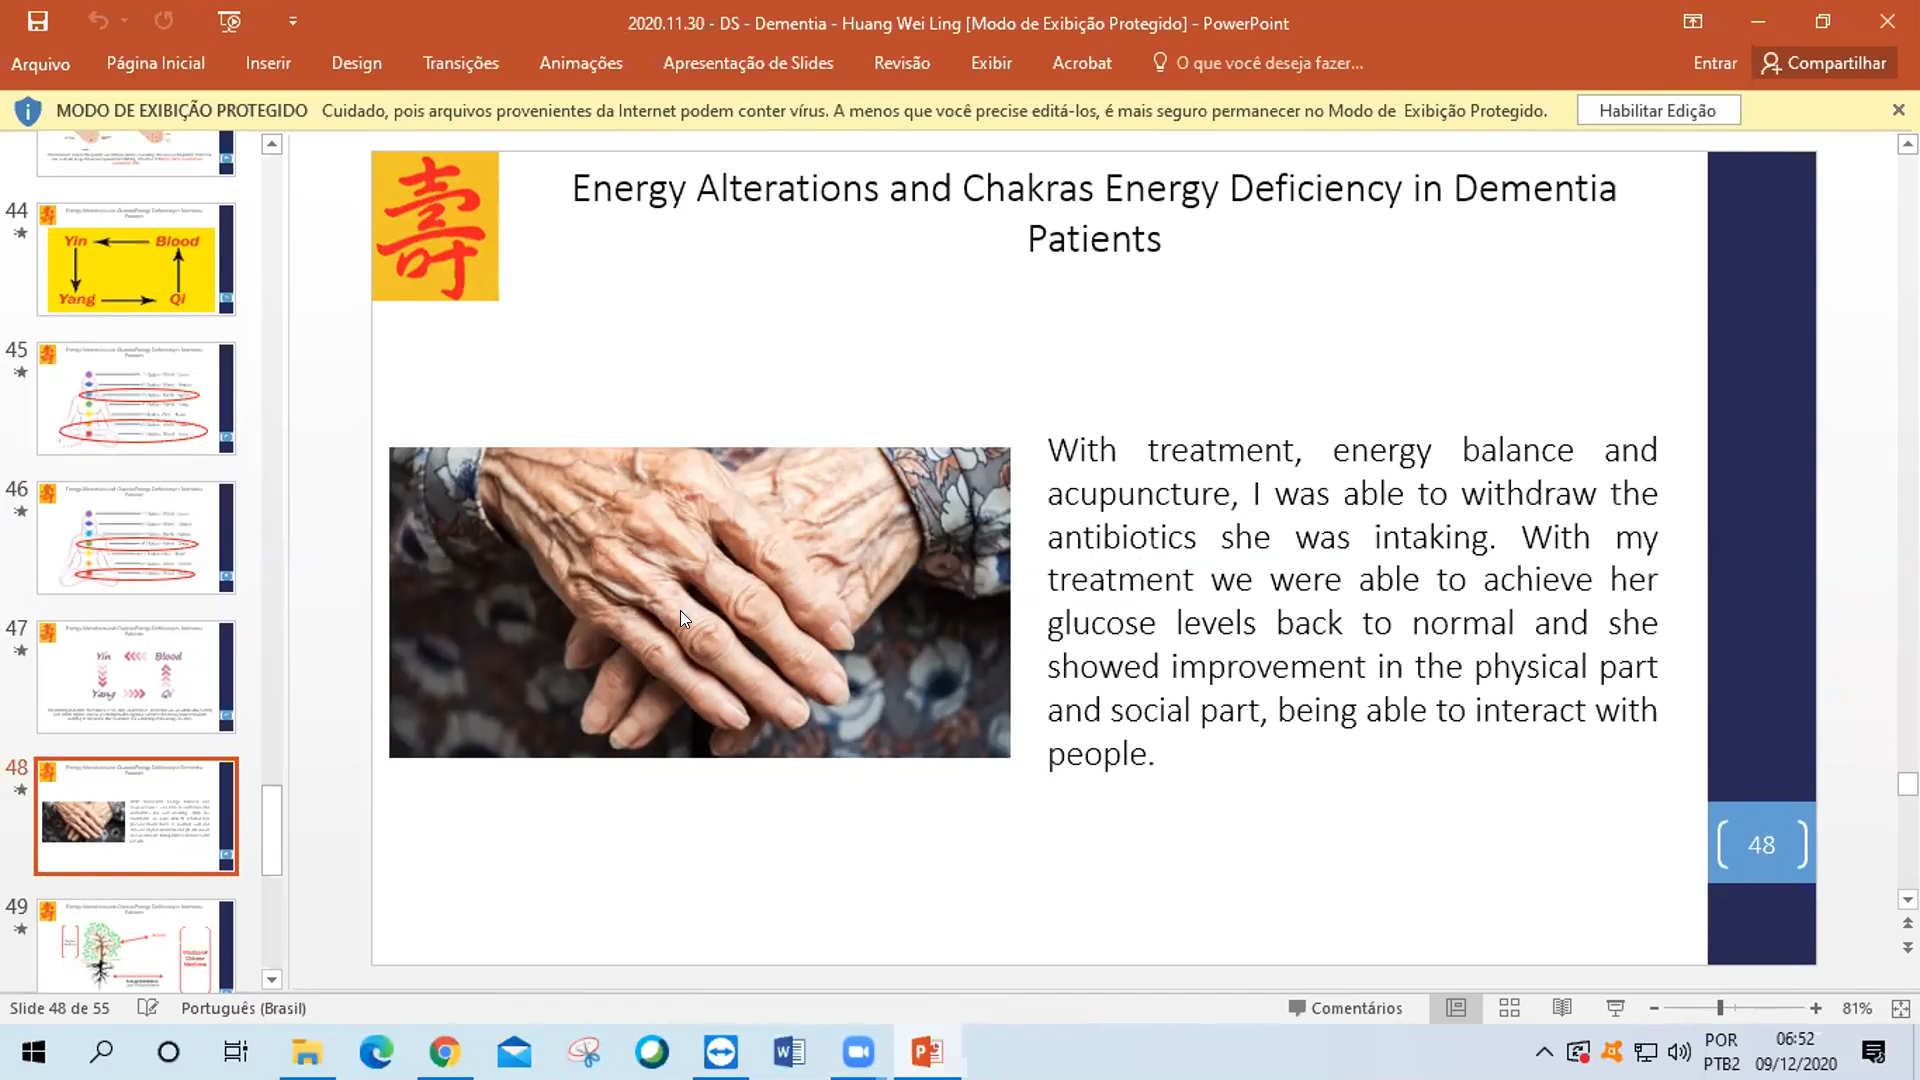 2020.11.30 - DS - Dementia - Huang Wei Ling [Modo de Exibição Protegido] - PowerPoint
Arquivo Página Inicial Inserir Design Transições Animações Apresentação de Slides Revisão Exibir Acrobat O que você deseja fazer... Entrar Compartilhar
MODO DE EXIBIÇÃO PROTEGIDO Cuidado, pois arquivos provenientes da Internet podem conter vírus. A menos que você precise editá-los, é mais seguro permanecer no Modo de Exibição Protegido. Habilitar Edição
44
Yin Blood
Yang Qi
45
46
47
Yin Blood
Yang Qi
48
49
壽
Energy Alterations and Chakras Energy Deficiency in Dementia
Patients
With treatment, energy balance and
acupuncture, I was able to withdraw the
antibiotics she was intaking. With my
treatment we were able to achieve her
glucose levels back to normal and she
showed improvement in the physical part
and social part, being able to interact with
people.
48
Slide 48 de 55 Português (Brasil) Comentários 81%
POR 06:52
PTB2 09/12/2020